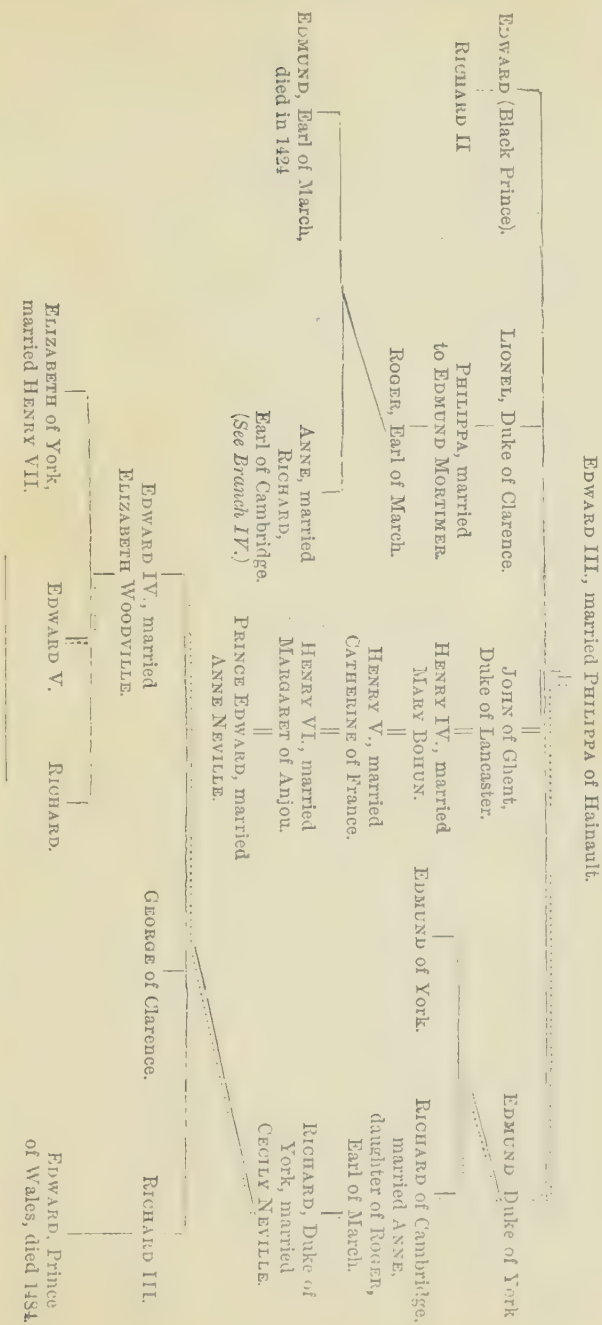 EDWARD III., married PHILIPPA of Hainault.
EDWARD (Black Prince).
RICHARD II
LIONEL, Duke of Clarence.
PHILIPPA, married
to EDMUND MORTIMER.
ROGER, Earl of March.
EDMUND, Earl of March,
died in 1424
ANNE, married
RICHARD,
Earl of Cambridge.
(See Branch IV.)
JOHN of Ghent,
Duke of Lancaster.
HENRY IV., married
MARY BOHUN.
HENRY V., married
CATHERINE of France.
HENRY VI., married
MARGARET of Anjou.
PRINCE EDWARD, married
ANNE NEVILLE.
EDMUND Duke of York
EDMUND of York.
RICHARD of Cambridge.
married ANNE,
daughter of ROGER,
Earl of March.
RICHARD, Duke of
York, married
CECILY NEVILLE.
EDWARD IV., married
ELIZABETH WOODVILLE.
GEORGE of Clarence.
RICHARD III.
ELIZABETH of York,
married HENRY VII.
EDWARD V.
RICHARD.
EDWARD, Prince
of Wales, died 1484.